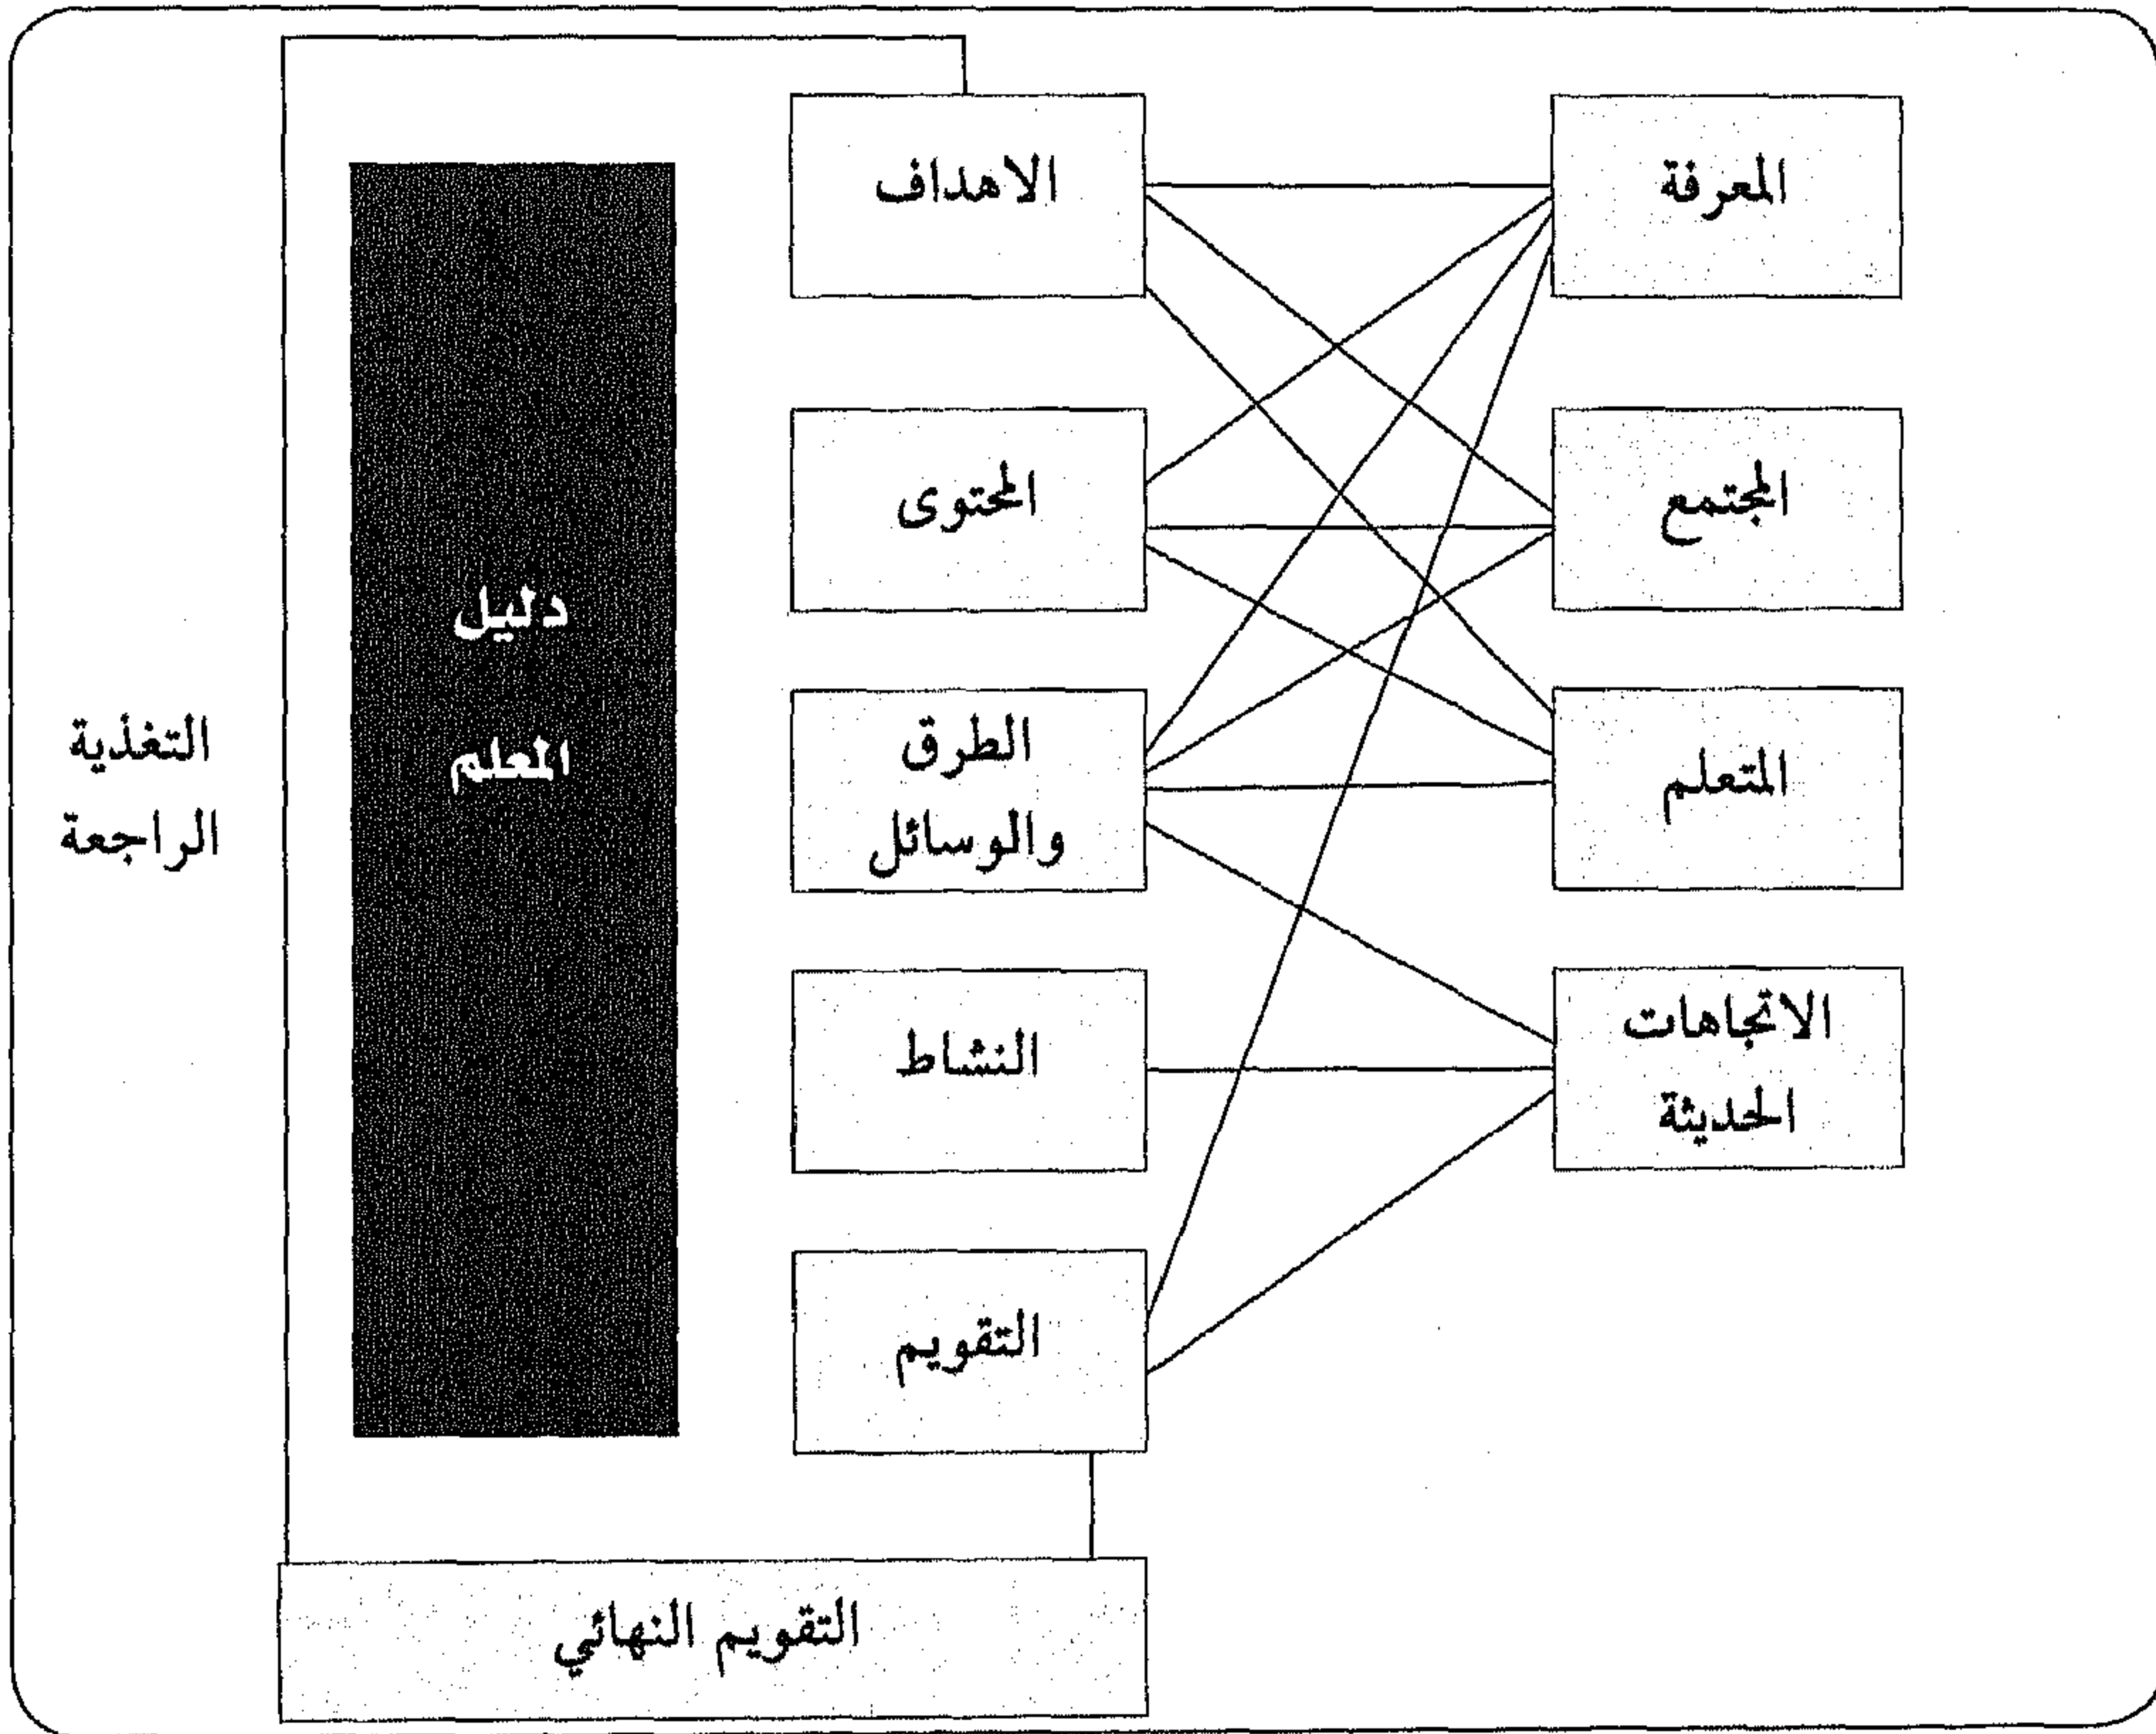 المعرفة
المجتمع
المتعلم
الاتجاهات
الحديثة
الاهداف
المحتوى
الطرق
والوسائل
النشاط
التقويم
دليل
المعلم
التغذية
الراجعة
التقويم النهائي